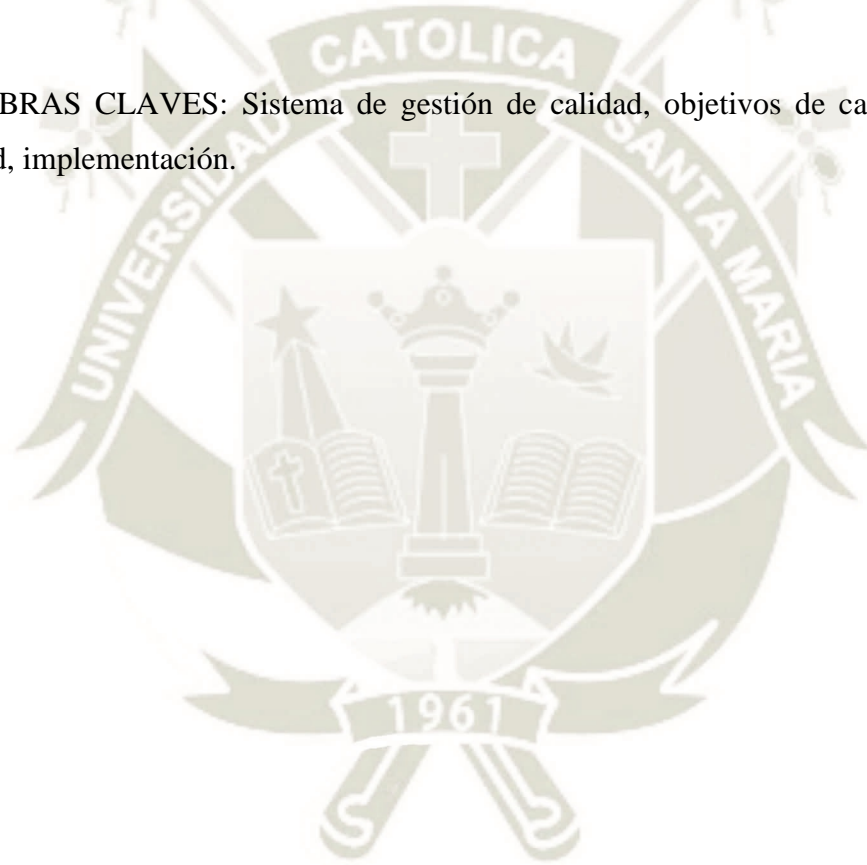 CATOLICA
BRAS CLAVES: Sistema de gestión de calidad, objetivos de ca
d, implementación.
UNIVERSIDAD
SANTA MARIA
1961